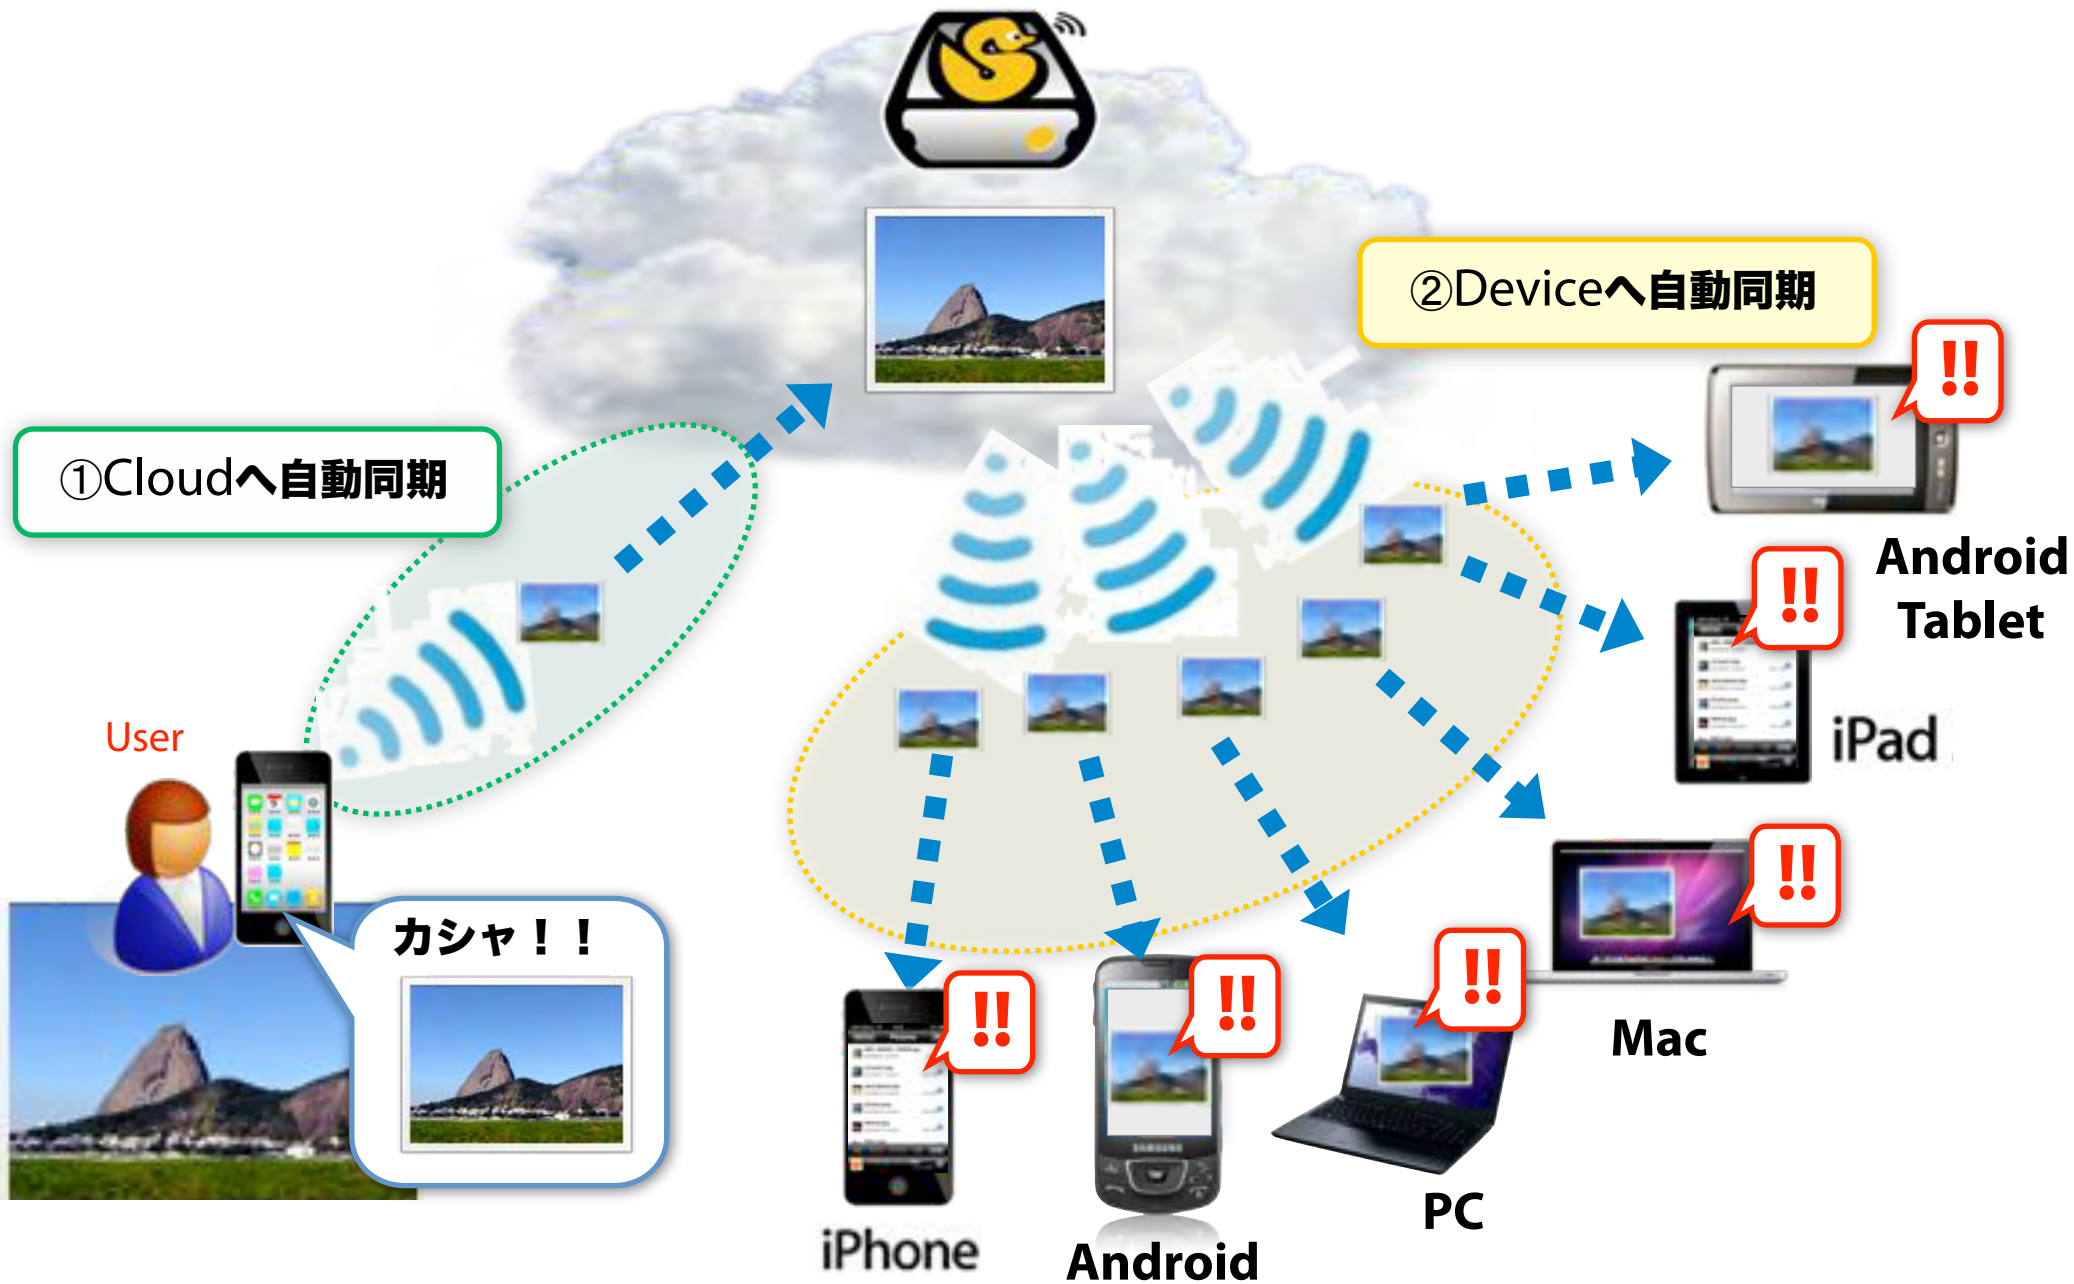 ②Deviceへ自動同期
①Cloudへ自動同期
Android
Tablet
User
iPad
カシャ！！
!!
!!
!!
!!
!!
!!
Mac
SAMSUNG
PC
iPhone
Android